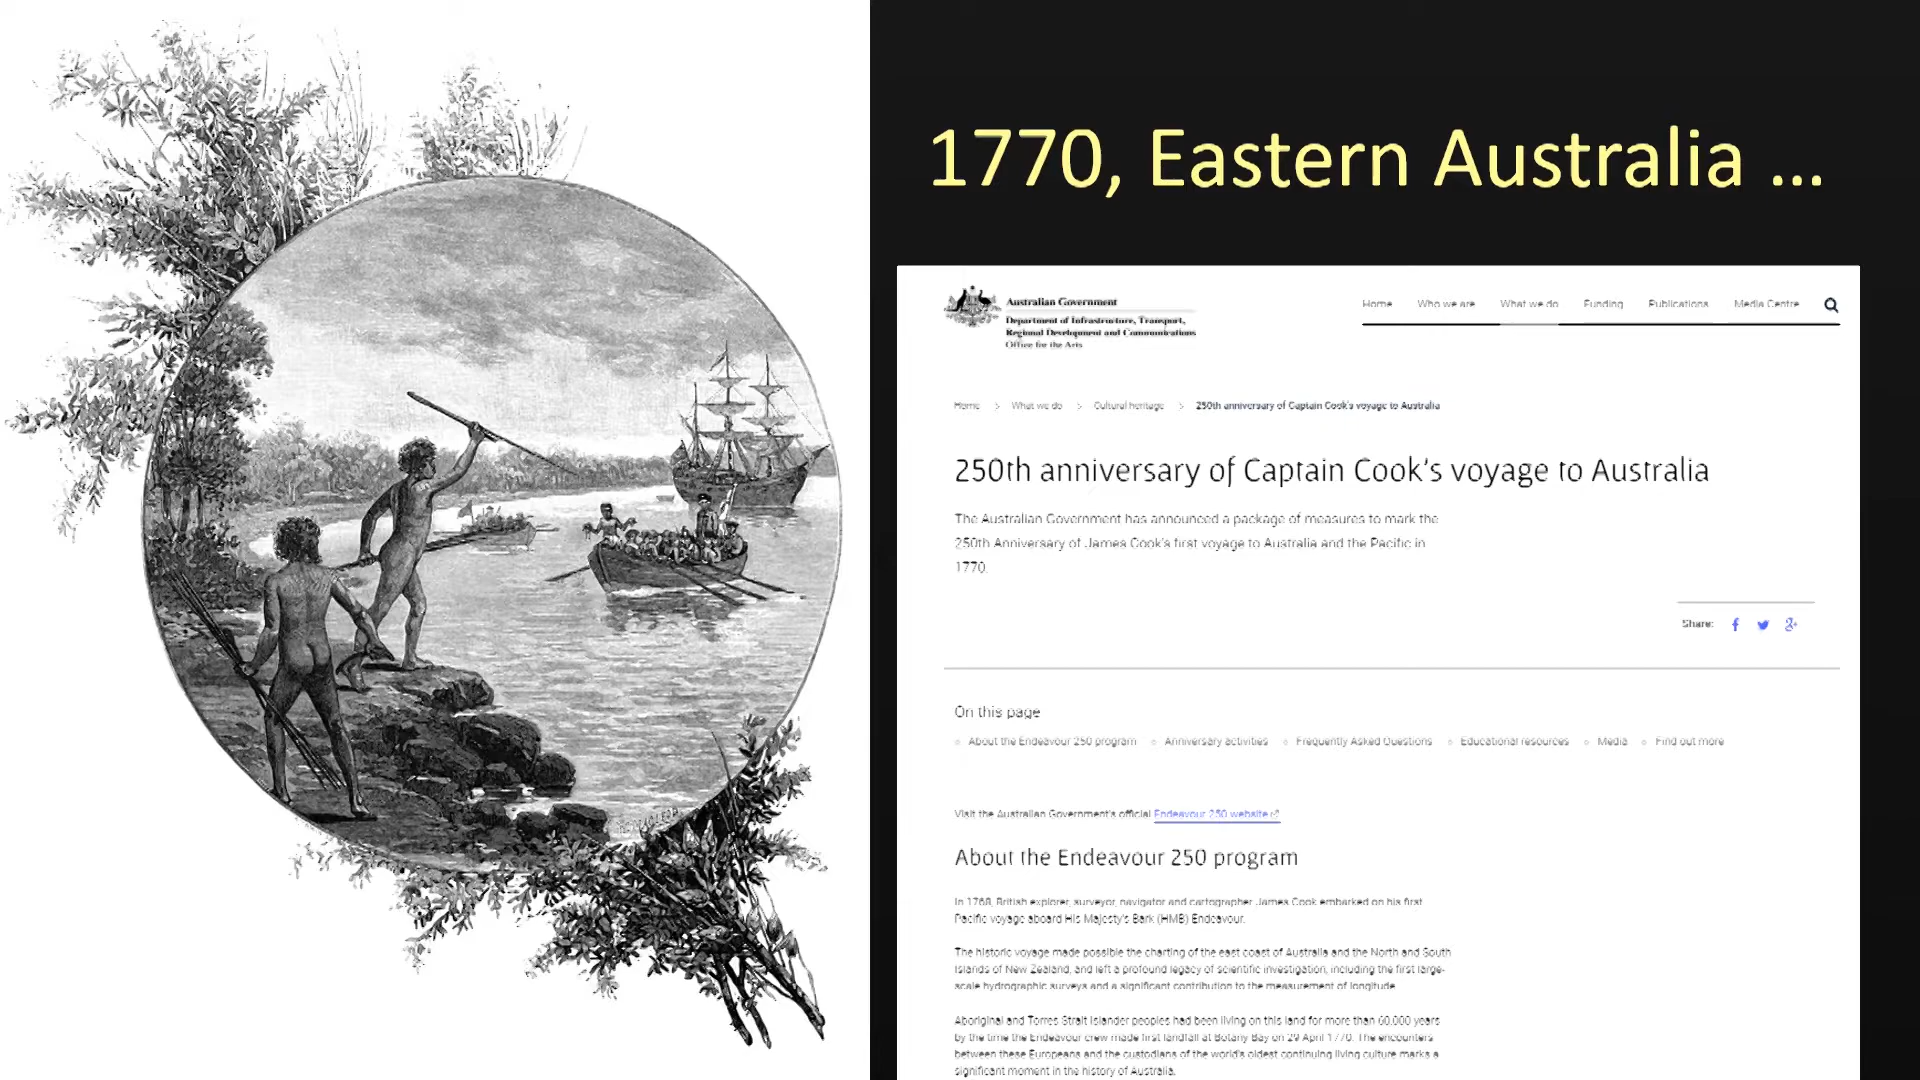 1770, Eastern Australia ...
Australian Government
Department of Infrastructure, Transport,
Regional Development and Communications
Office for the Arts
Home Who we are What we do Funding Publications Media Centre
Home > What we do > Cultural heritage > 250th anniversary of Captain Cook's voyage to Australia
250th anniversary of Captain Cook's voyage to Australia
The Australian Government has announced a package of measures to mark the
250th Anniversary of James Cook's first voyage to Australia and the Pacific in
1770.
Share:
On this page
About the Endeavour 250 program Anniversary activities Frequently Asked Questions Educational resources Media Find out more
Visit the Australian Government's official Endeavour 250 website
About the Endeavour 250 program
In 1768, British explorer, surveyor, navigator and cartographer James Cook embarked on his first
Pacific voyage aboard His Majesty's Bark (HMB) Endeavour.
The historic voyage made possible the charting of the east coast of Australia and the North and South
Islands of New Zealand, and left a profound legacy of scientific investigation, including the first large-
scale hydrographic surveys and a significant contribution to the measurement of longitude.
Aboriginal and Torres Strait Islander peoples had been living on this land for more than 60,000 years
by the time the Endeavour crew made first landfall at Botany Bay on 29 April 1770. The encounters
between these Europeans and the custodians of the world's oldest continuing living culture marks a
significant moment in the history of Australia.